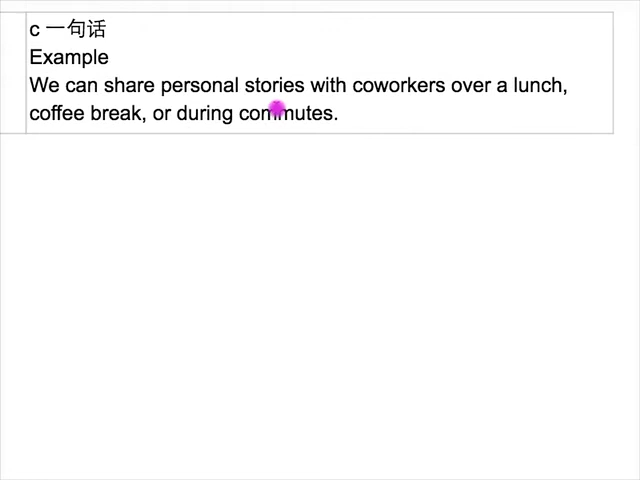 c 一句话
Example
We can share personal stories with coworkers over a lunch,
coffee break, or during commutes.